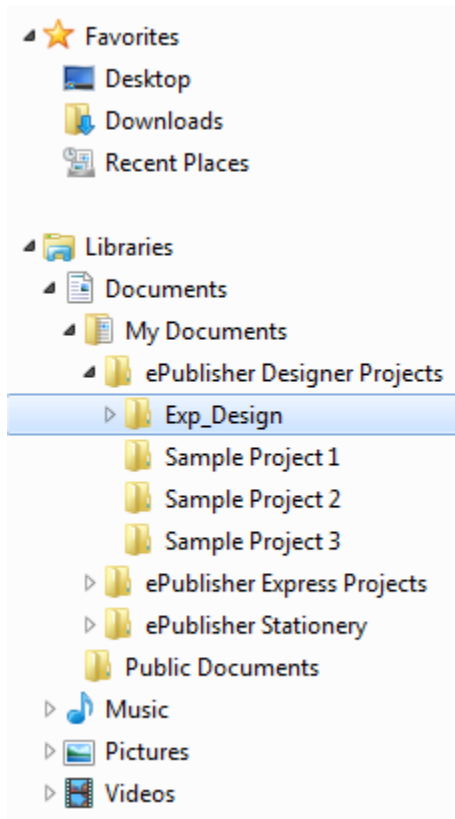 Favorites
Desktop
Downloads
Recent Places
Libraries
Documents
My Documents
ePublisher Designer Projects
Exp_Design
Sample Project 1
Sample Project 2
Sample Project 3
ePublisher Express Projects
ePublisher Stationery
Public Documents
Music
Pictures
Videos